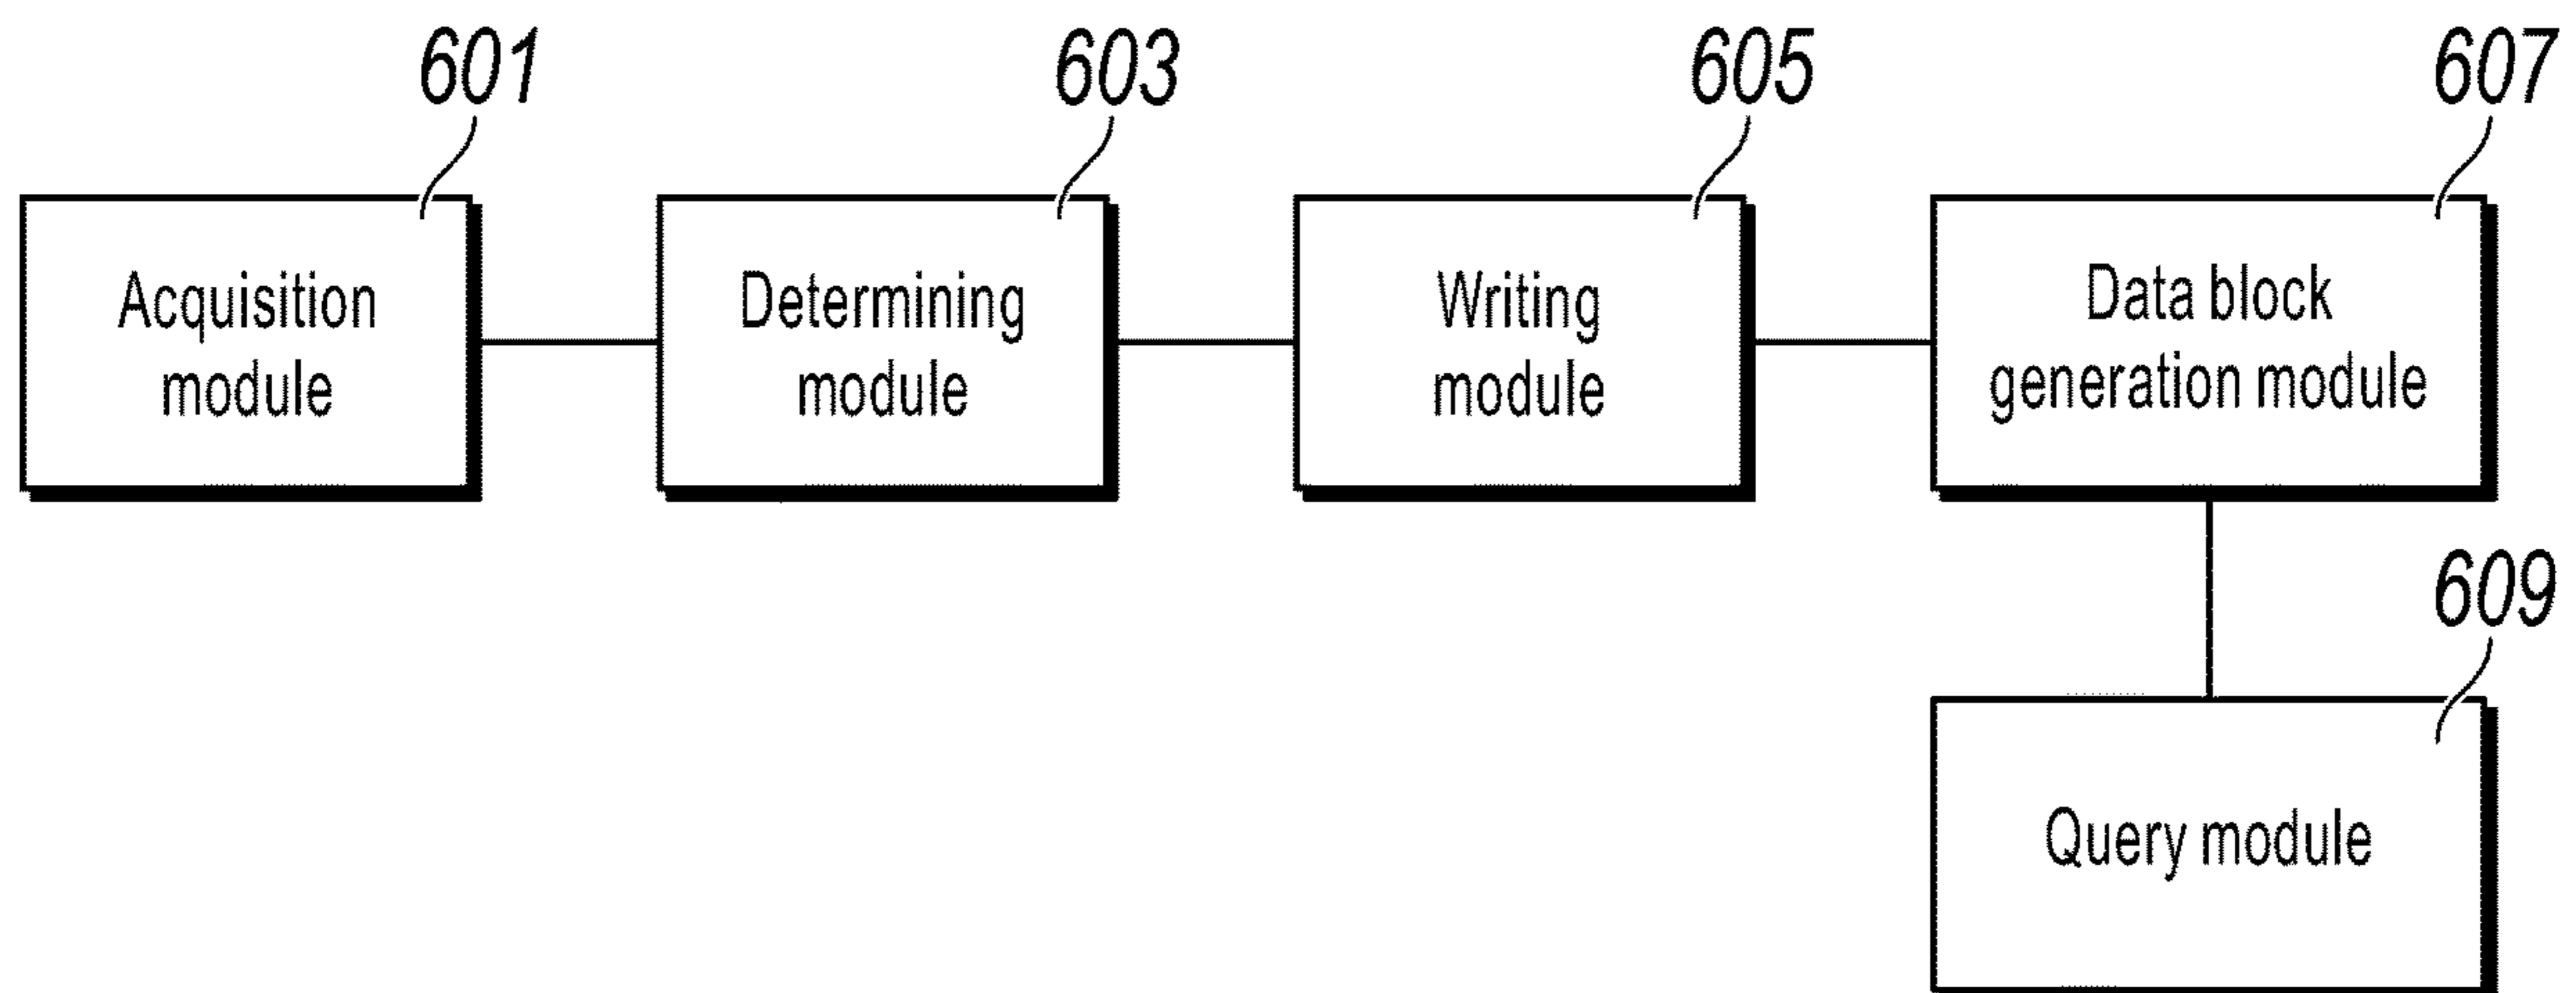 601
603
605
607
Acquisition
module
Determining
module
Writing
module
Data block
generation module
609
Query module